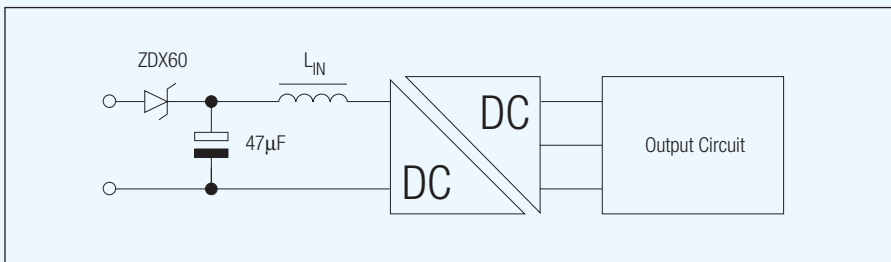 ZDX60
L_IN
47μF
DC
DC
Output Circuit